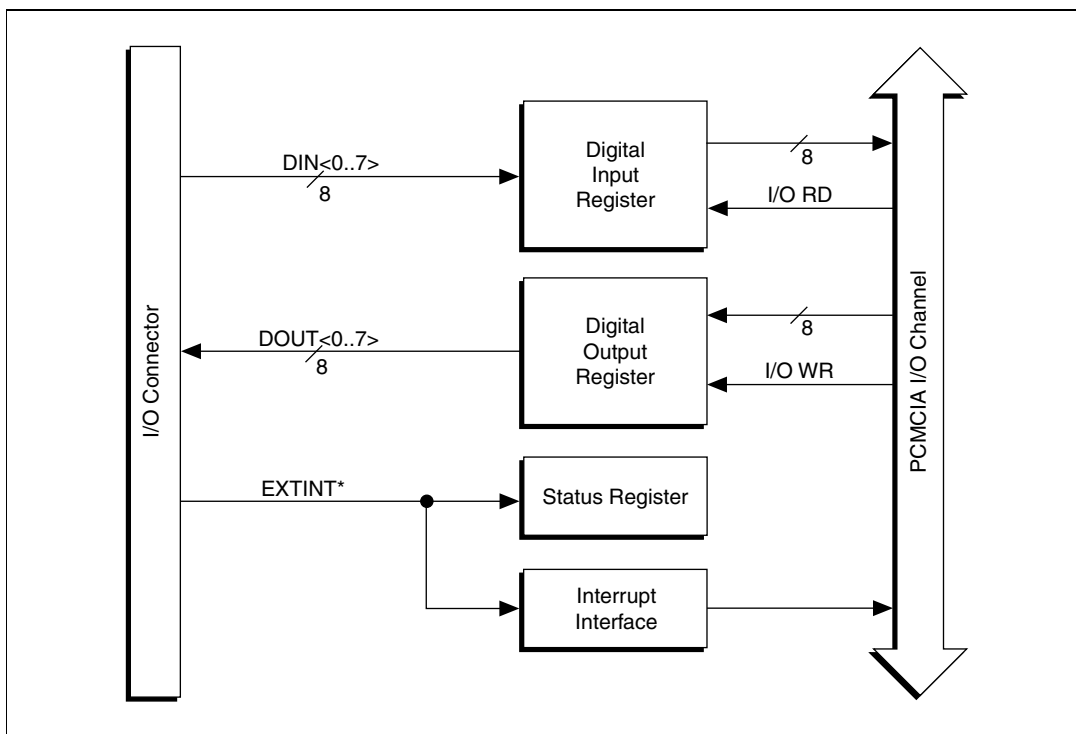 I/O Connector
DIN<0..7>
8
Digital
Input
Register
8
I/O RD
DOUT<0..7>
8
Digital
Output
Register
8
I/O WR
EXTINT*
Status Register
Interrupt
Interface
PCMCIA I/O Channel